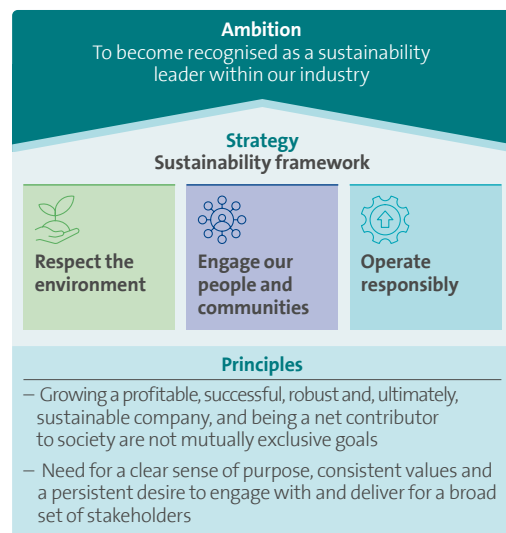 Ambition
To become recognised as a sustainability
leader within our industry
Strategy
Sustainability framework
Respect the
environment
Engage our
people and
communities
Operate
responsibly
Principles
– Growing a profitable, successful, robust and, ultimately,
sustainable company, and being a net contributor
to society are not mutually exclusive goals
– Need for a clear sense of purpose, consistent values and
a persistent desire to engage with and deliver for a broad
set of stakeholders